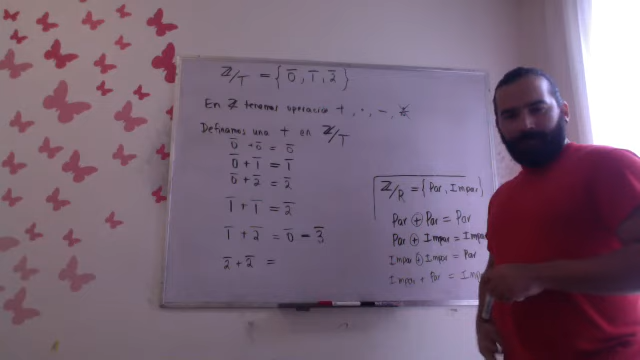 ℤ/T = { 0̄, 1̄, 2̄ }
En ℤ tenemos operación +, ·, -,
Definamos una + en ℤ/T
0̄ + 0̄ = 0̄
0̄ + 1̄ = 1̄
0̄ + 2̄ = 2̄
1̄ + 1̄ = 2̄
1̄ + 2̄ = 0̄ = 3̄
2̄ + 2̄ =
ℤ/R = { Par, Impar }
Par ⊕ Par = Par
Par ⊕ Impar = Impar
Impar ⊕ Impar = Par
Impar + Par = Imp